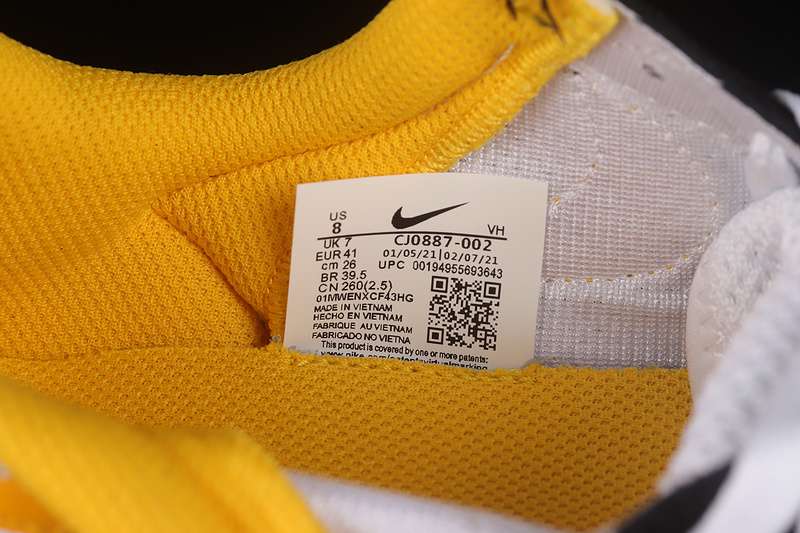 US
8
VH
UK 7
CJ0887-002
EUR 41
01/05/21|02/07/21
cm 26
UPC 00194955693643
BR 39.5
CN 260(2.5)
01MWENXCF43HG
MADE IN VIETNAM
HECHO EN VIETNAM
FABRIQUE AU VIETNAM
FABRICADO NO VIETNA
This product is covered by one or more patents: